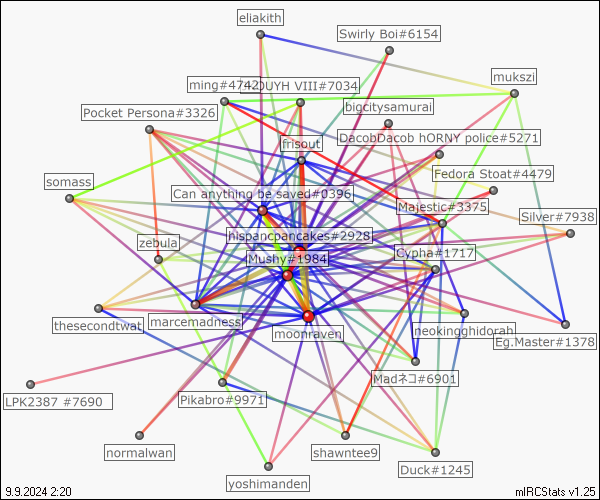 eliakith
Swirly Boi#6154
mukszi
ming#4742
OUYH VIII#7034
bigcitysamurai
Pocket Persona#3326
DacobDacob hORNY police#5271
frisout
Fedora Stoat#4479
somass
Can anything be saved#0396
Majestic#3375
Silver#7938
hispancpancakes#2928
zebula
Mushy#1984
Cypha#1717
thesecondtwat
marcemadness
moonraven
neokingghidorah
Eg.Master#1378
Madネコ#6901
LPK2387 #7690
Pikabro#9971
normalwan
shawntee9
Duck#1245
yoshimanden
9.9.2024 2:20
mIRCStats v1.25